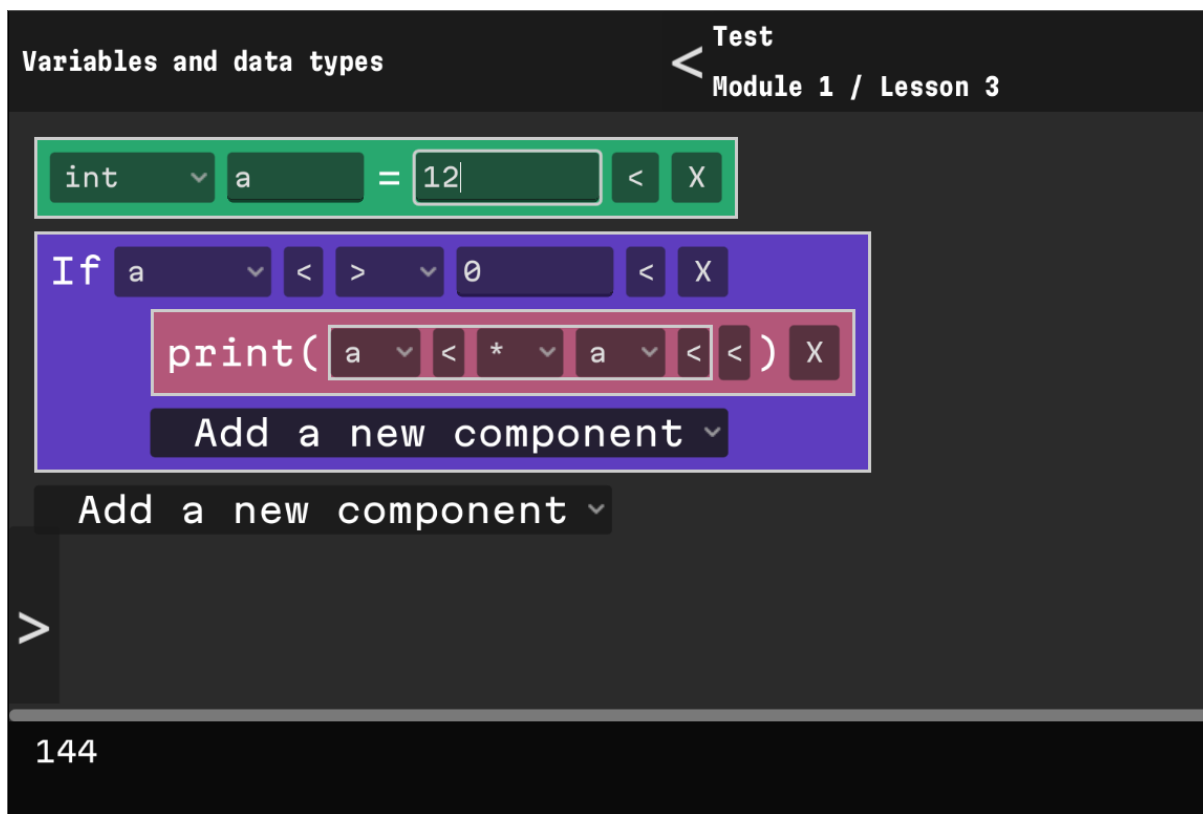 Variables and data types
< Test
Module 1 / Lesson 3
int a = 12 < X
If a < > 0 < X
print( a < * a < < ) X
Add a new component
Add a new component
>
144